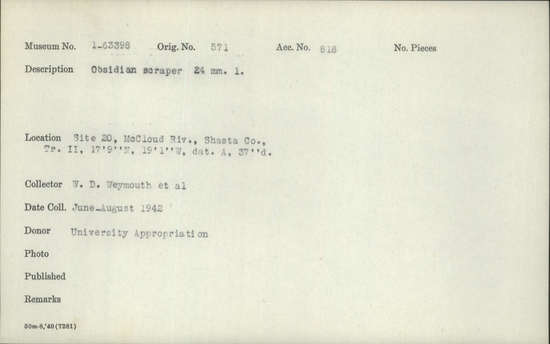 Museum No. 1-63398 Orig. No. 571 Acc. No. 818 No. Pieces
Description Obsidian scraper 24 mm. l.
Location Site 20, McCloud Riv., Shasta Co.,
Tr. II, 17'9''N, 19'1''W, dat. A, 37''d.
Collector W. D. Weymouth et al
Date Coll. June-August 1942
Donor University Appropriation
Photo
Published
Remarks
50m-8,'40(7281)